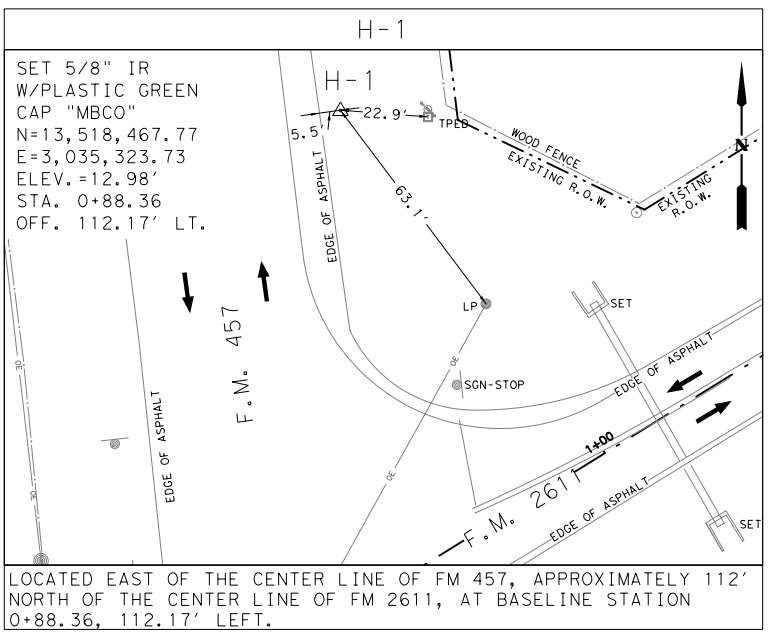 H-1
SET 5/8" IR
W/PLASTIC GREEN
CAP "MBCO"
N=13,518,467.77
E=3,035,323.73
ELEV.=12.98'
STA. 0+88.36
OFF. 112.17' LT.
H-1
22.9'
5.5'
TPED
WOOD FENCE
EXISTING R.O.W.
EXISTING
R.O.W.
N
EDGE OF ASPHALT
63.1'
LP
SET
F.M. 457
OE
OE
SGN-STOP
EDGE OF ASPHALT
EDGE OF ASPHALT
1+00
OE
OE
F.M. 2611
EDGE OF ASPHALT
SET
LOCATED EAST OF THE CENTER LINE OF FM 457, APPROXIMATELY 112'
NORTH OF THE CENTER LINE OF FM 2611, AT BASELINE STATION
0+88.36, 112.17' LEFT.